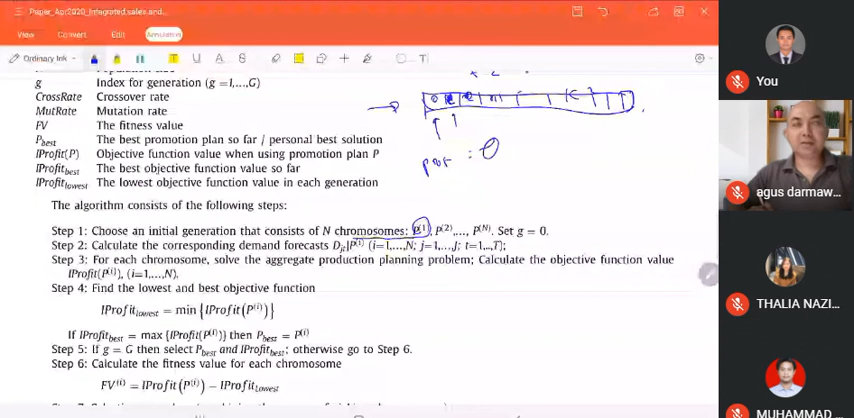 Paper_Apr2020_Integrated_sales and...
View Convert Edit Annotation
Ordinary Ink
g Index for generation (g =1,...,G)
CrossRate Crossover rate
MutRate Mutation rate
FV The fitness value
Pbest The best promotion plan so far / personal best solution
IProfit(P) Objective function value when using promotion plan P
IProfitbest The best objective function value so far
IProfitlowest The lowest objective function value in each generation
The algorithm consists of the following steps:
Step 1: Choose an initial generation that consists of N chromosomes: P(1), P(2),..., P(N). Set g = 0.
Step 2: Calculate the corresponding demand forecasts Djt|P(i) (i=1,...,N; j=1,...,J; t=1,...,T);
Step 3: For each chromosome, solve the aggregate production planning problem; Calculate the objective function value
IProfit(P(i)), (i=1,...,N).
Step 4: Find the lowest and best objective function
IProfitlowest = min {IProfit(P(i))}
If IProfitbest = max {IProfit(P(i))} then Pbest = P(i)
Step 5: If g = G then select Pbest and IProfitbest; otherwise go to Step 6.
Step 6: Calculate the fitness value for each chromosome
FV(i) = IProfit(P(i)) − IProfitLowest
You
agus darmaw...
THALIA NAZI...
MUHAMMAD